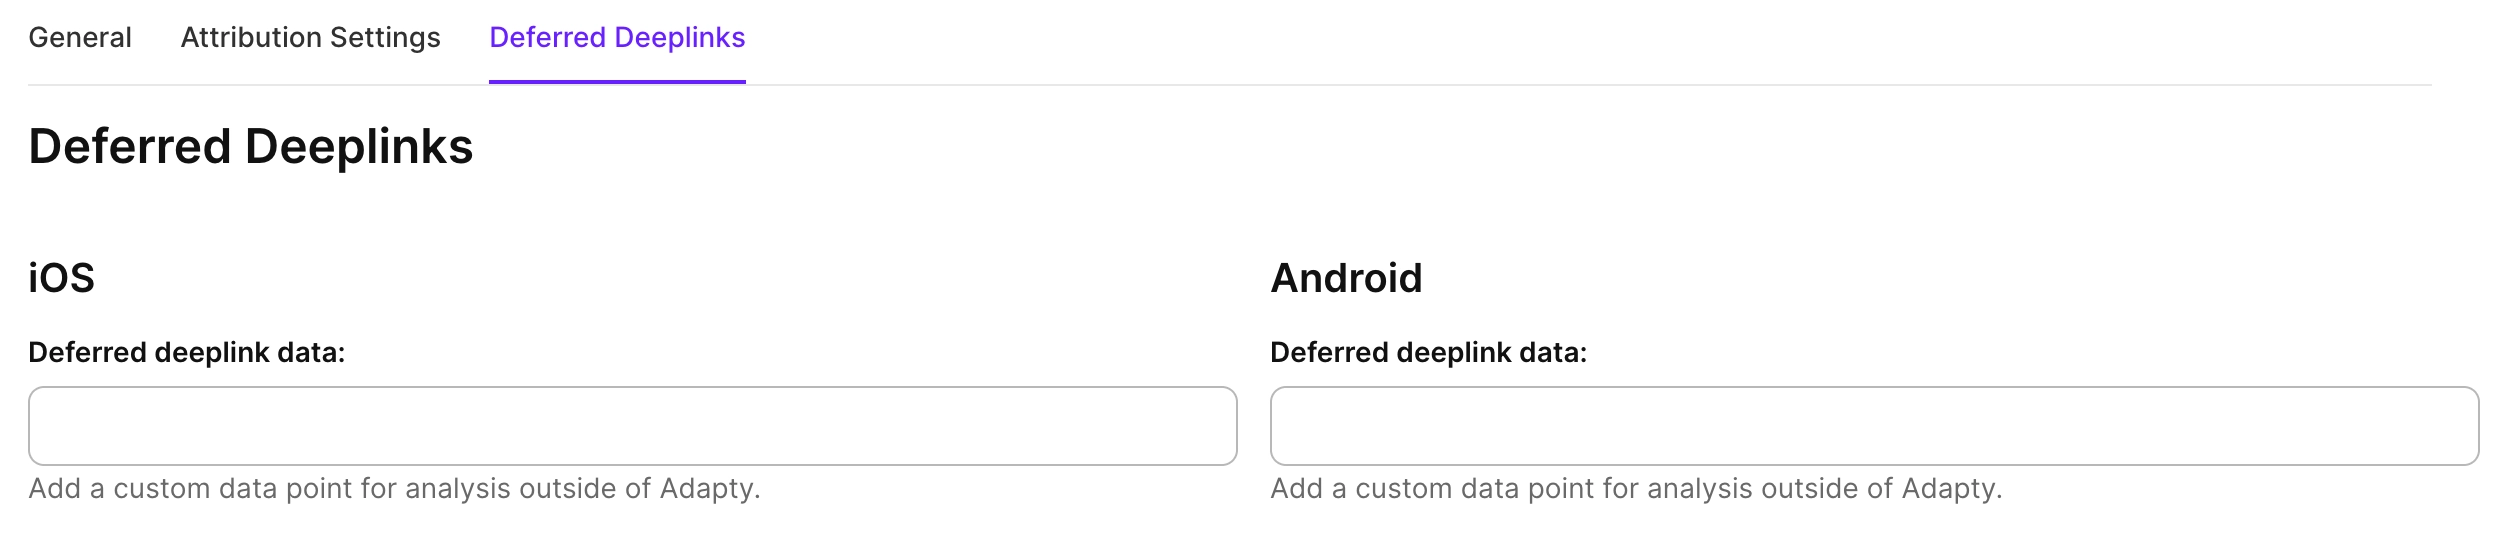 General Attribution Settings Deferred Deeplinks
Deferred Deeplinks
iOS
Deferred deeplink data:
Add a custom data point for analysis outside of Adapty.
Android
Deferred deeplink data:
Add a custom data point for analysis outside of Adapty.